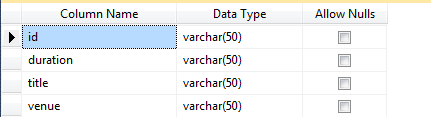 Column Name Data Type Allow Nulls
id varchar(50)
duration varchar(50)
title varchar(50)
venue varchar(50)